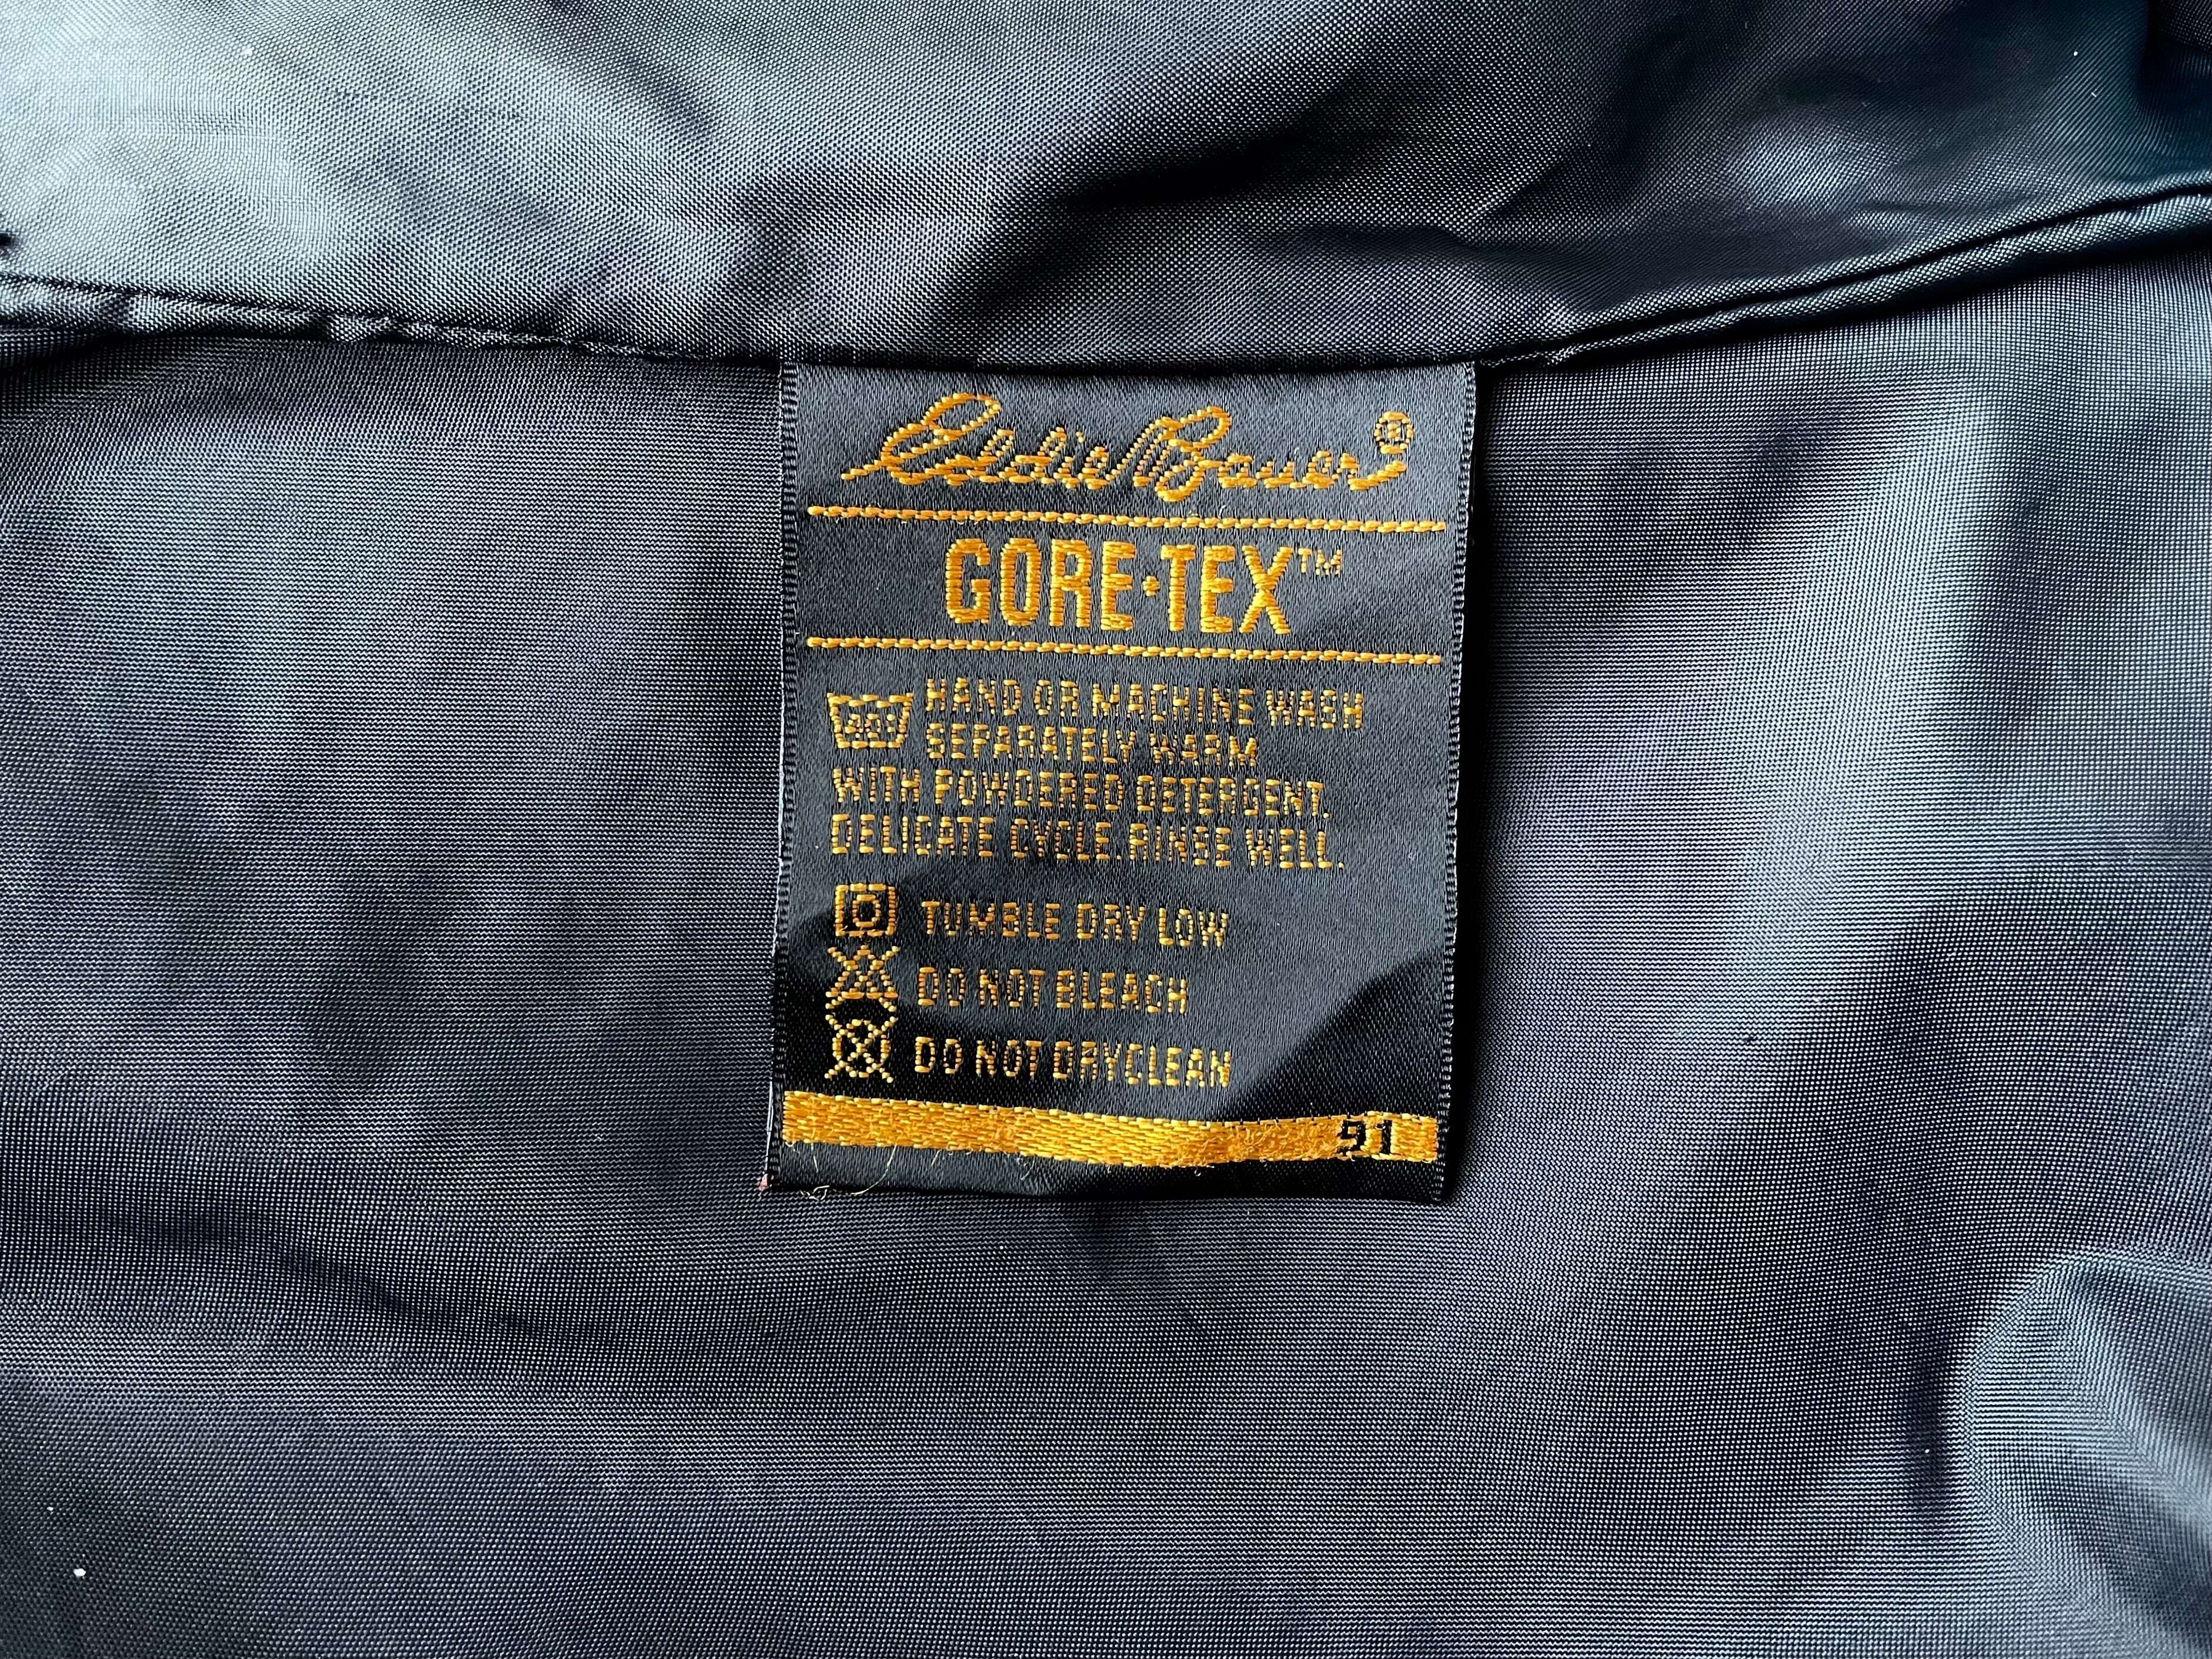 Eddie Bauer®
GORE-TEX™
40° HAND OR MACHINE WASH
SEPARATELY WARM
WITH POWDERED DETERGENT.
DELICATE CYCLE. RINSE WELL.
TUMBLE DRY LOW
DO NOT BLEACH
DO NOT DRYCLEAN
91